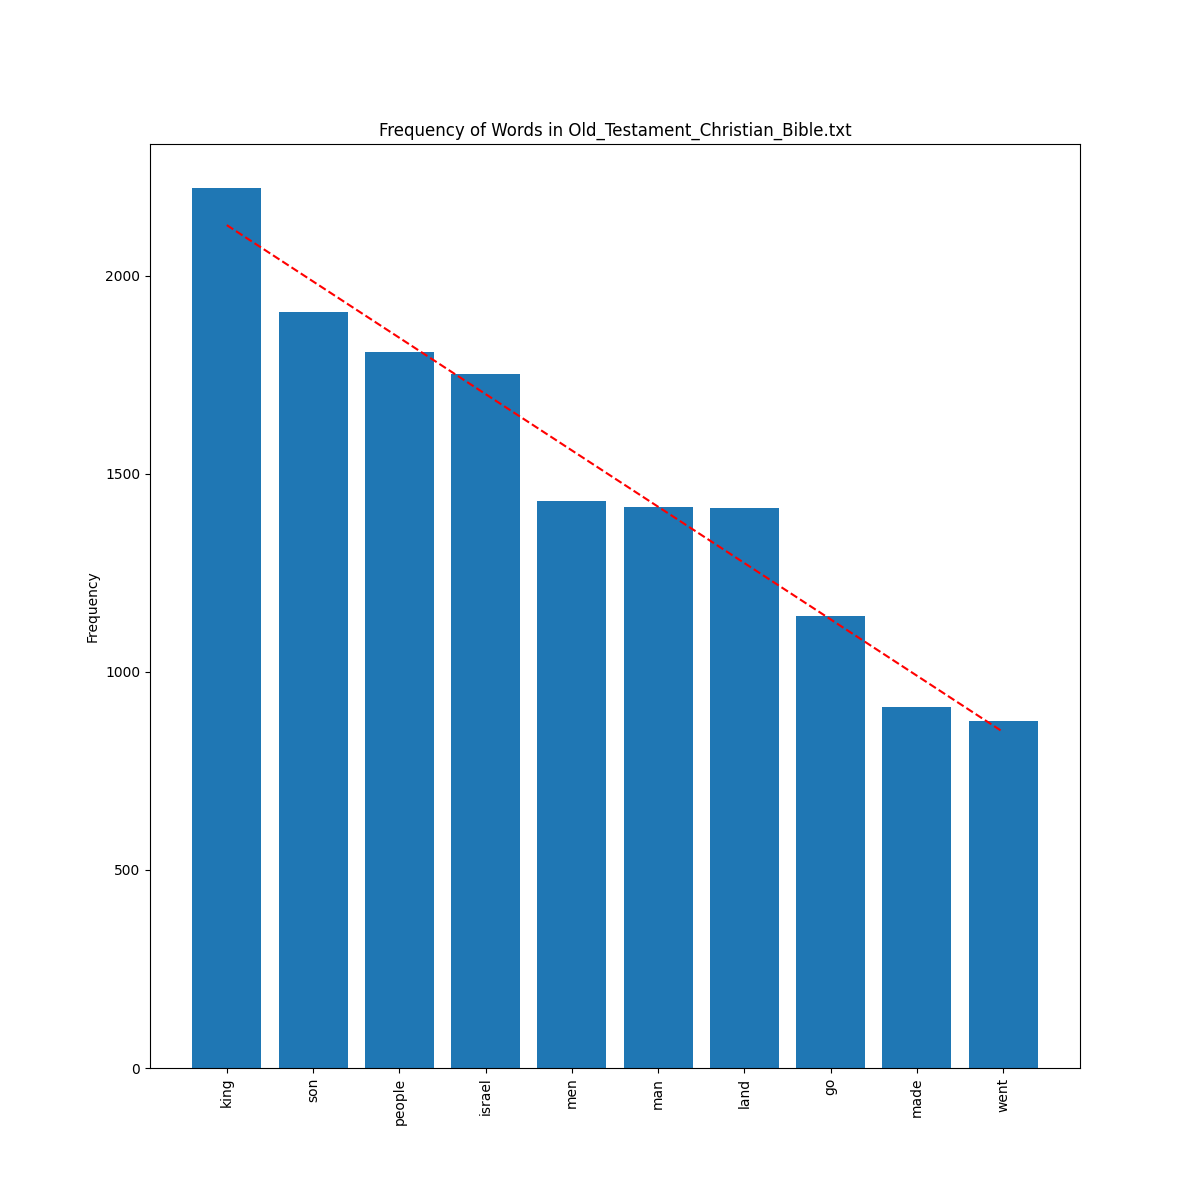 Frequency of Words in Old_Testament_Christian_Bible.txt
Frequency
2000
1500
1000
500
0
king
son
people
israel
men
man
land
go
made
went